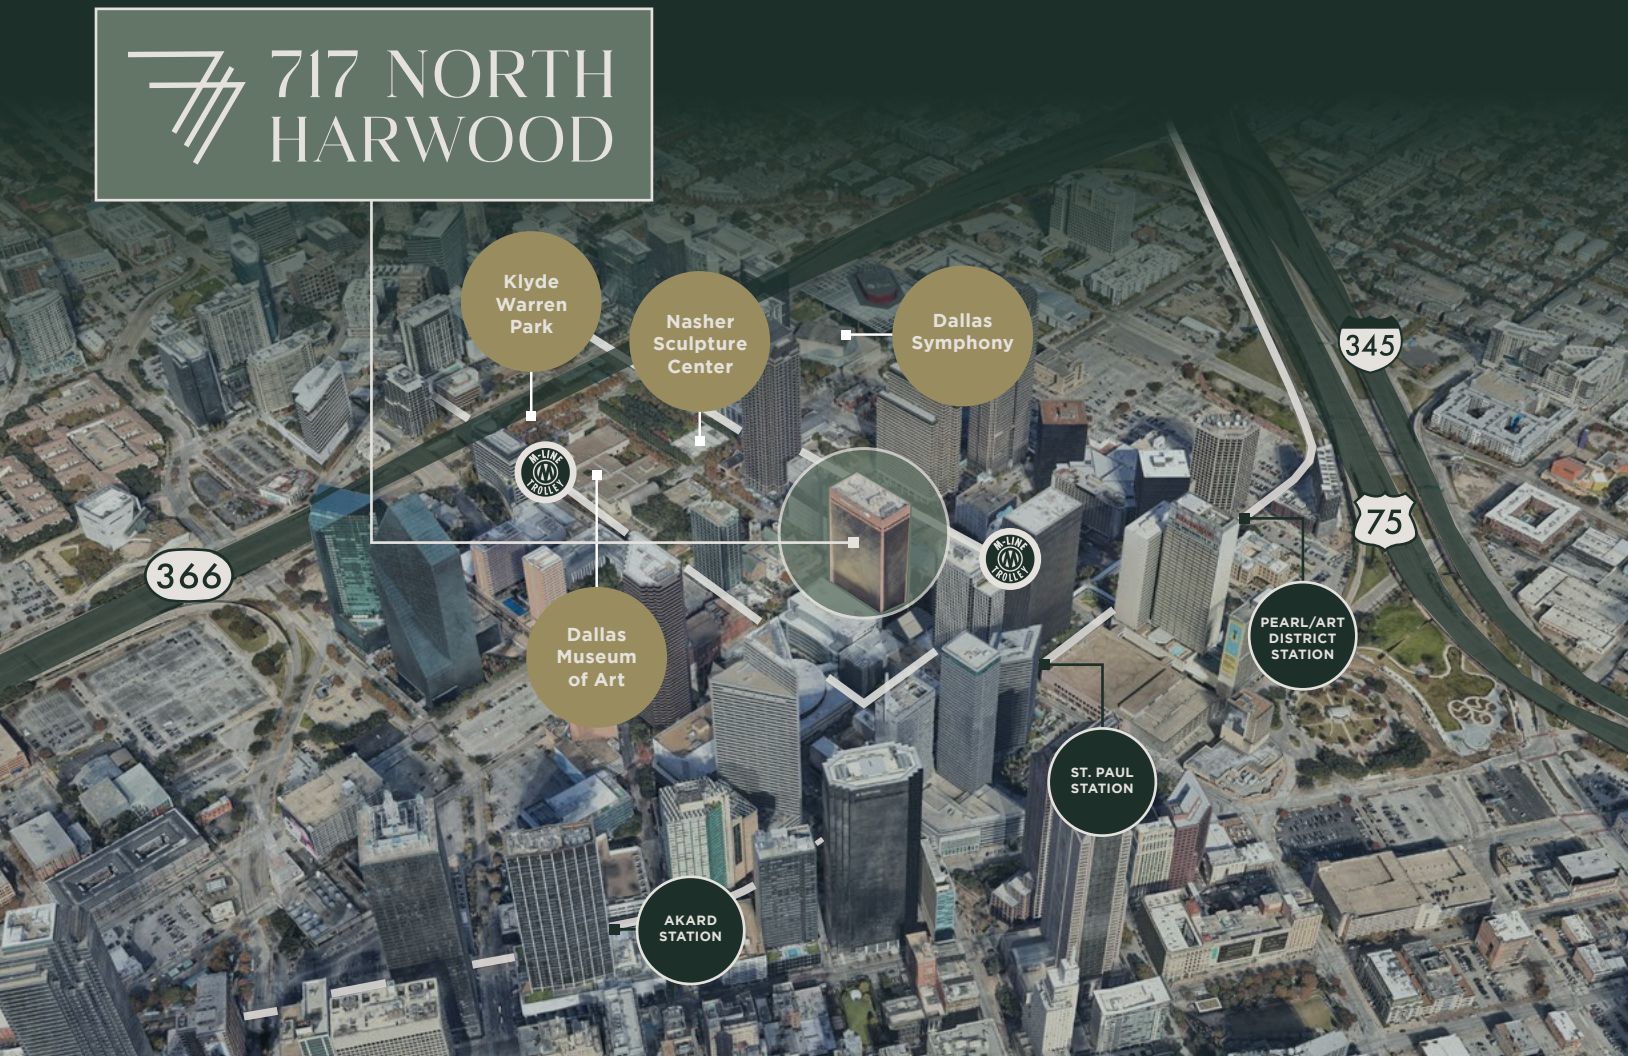 717 NORTH
HARWOOD
Klyde
Warren
Park
Nasher
Sculpture
Center
Dallas
Symphony
345
M-LINE
TROLLEY
75
366
M-LINE
TROLLEY
Dallas
Museum
of Art
PEARL/ART
DISTRICT
STATION
ST. PAUL
STATION
AKARD
STATION